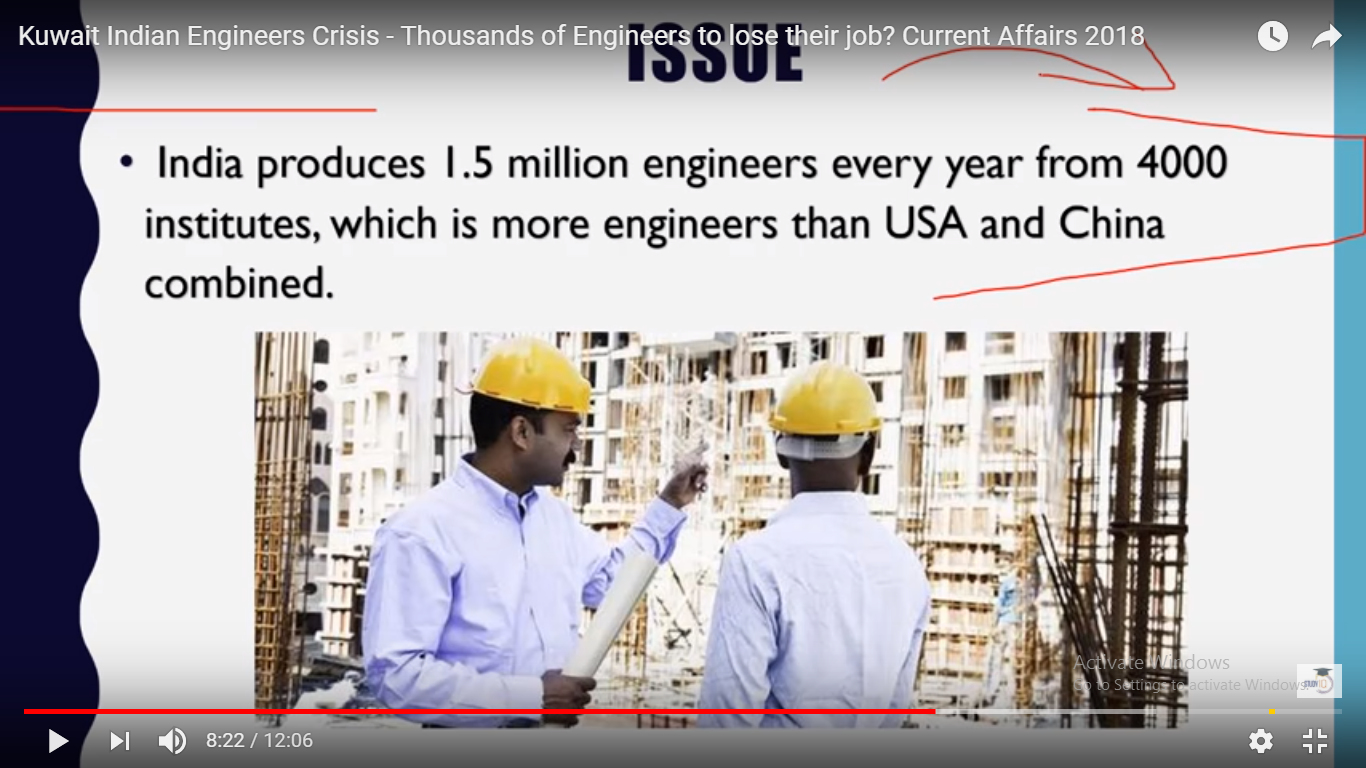 Kuwait Indian Engineers Crisis - Thousands of Engineers to lose their job? Current Affairs 2018
ISSUE
• India produces 1.5 million engineers every year from 4000
institutes, which is more engineers than USA and China
combined.
Activate Windows
Go to Settings to activate Windows.
8:22 / 12:06